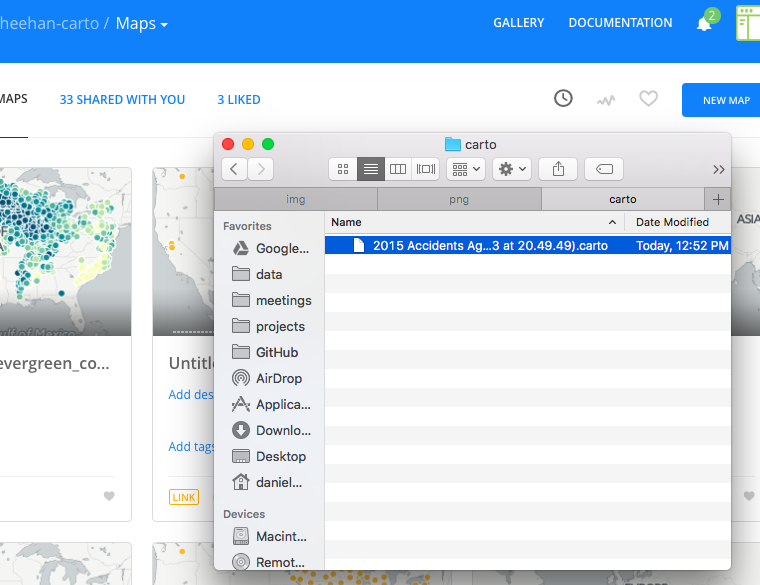 heehan-carto / Maps
GALLERY
DOCUMENTATION
2
MAPS
33 SHARED WITH YOU
3 LIKED
NEW MAP
carto
img
png
carto
Favorites
Name
Date Modified
Google...
2015 Accidents Ag...3 at 20.49.49).carto
Today, 12:52 PM
data
meetings
projects
GitHub
AirDrop
Applica...
Downlo...
Desktop
daniel...
Devices
Macint...
Remot...
ASIA
Gulf of Mexico
evergreen_co...
Untitl
Add des
Add tags
LINK